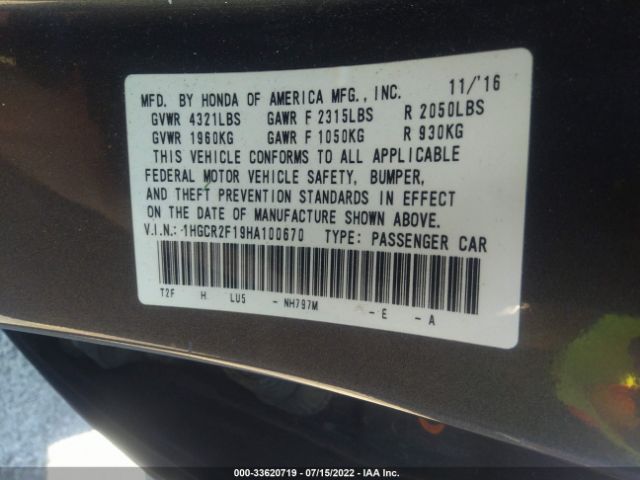 MFD. BY HONDA OF AMERICA MFG., INC. 11/'16
GVWR 4321LBS GAWR F 2315LBS R 2050LBS
GVWR 1960KG GAWR F 1050KG R 930KG
THIS VEHICLE CONFORMS TO ALL APPLICABLE
FEDERAL MOTOR VEHICLE SAFETY, BUMPER,
AND THEFT PREVENTION STANDARDS IN EFFECT
ON THE DATE OF MANUFACTURE SHOWN ABOVE.
V.I.N.: 1HGCR2F19HA100670 TYPE: PASSENGER CAR
T2F H LU5 - NH797M - E - A
000-33620719 - 07/15/2022 - IAA Inc.